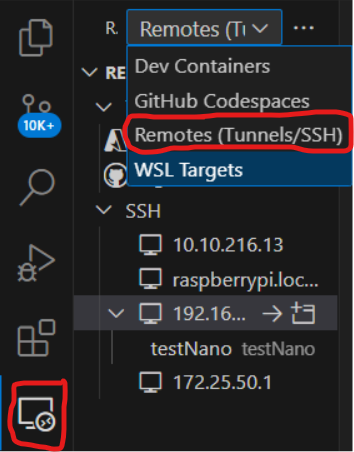 R. Remotes (Tu
Dev Containers
RE
GitHub Codespaces
10K+
Remotes (Tunnels/SSH)
WSL Targets
SSH
10.10.216.13
raspberrypi.loc...
192.16...
testNano testNano
172.25.50.1